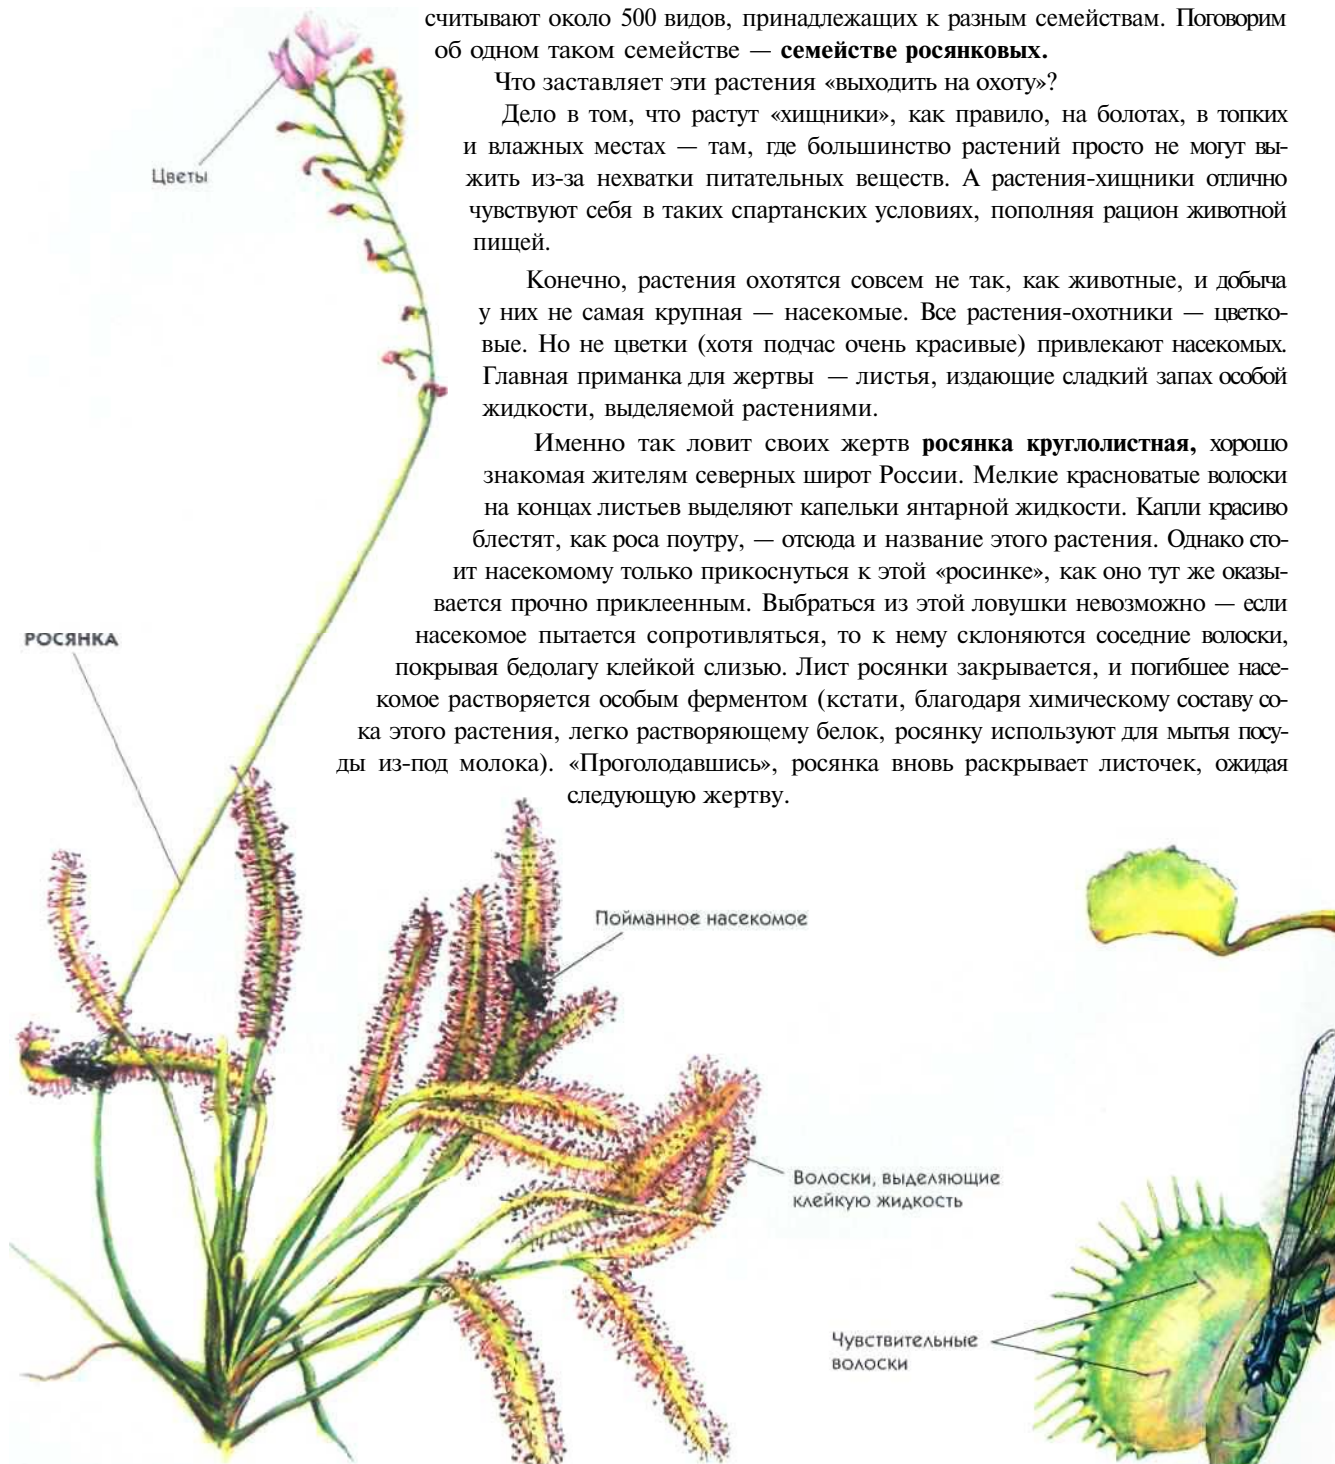 считывают около 500 видов, принадлежащих к разным семействам. Поговорим
об одном таком семействе — семействе росянковых.
Что заставляет эти растения «выходить на охоту»?
Дело в том, что растут «хищники», как правило, на болотах, в топких
и влажных местах — там, где большинство растений просто не могут вы-
жить из-за нехватки питательных веществ. А растения-хищники отлично
чувствуют себя в таких спартанских условиях, пополняя рацион животной
пищей.
Конечно, растения охотятся совсем не так, как животные, и добыча
у них не самая крупная — насекомые. Все растения-охотники — цветко-
вые. Но не цветки (хотя подчас очень красивые) привлекают насекомых.
Главная приманка для жертвы — листья, издающие сладкий запах особой
жидкости, выделяемой растениями.
Именно так ловит своих жертв росянка круглолистная, хорошо
знакомая жителям северных широт России. Мелкие красноватые волоски
на концах листьев выделяют капельки янтарной жидкости. Капли красиво
блестят, как роса поутру, — отсюда и название этого растения. Однако сто-
ит насекомому только прикоснуться к этой «росинке», как оно тут же оказы-
вается прочно приклеенным. Выбраться из этой ловушки невозможно — если
насекомое пытается сопротивляться, то к нему склоняются соседние волоски,
покрывая бедолагу клейкой слизью. Лист росянки закрывается, и погибшее насе-
комое растворяется особым ферментом (кстати, благодаря химическому составу со-
ка этого растения, легко растворяющему белок, росянку используют для мытья посу-
ды из-под молока). «Проголодавшись», росянка вновь раскрывает листочек, ожидая
следующую жертву.
Цветы
РОСЯНКА
Пойманное насекомое
Волоски, выделяющие
клейкую жидкость
Чувствительные
волоски